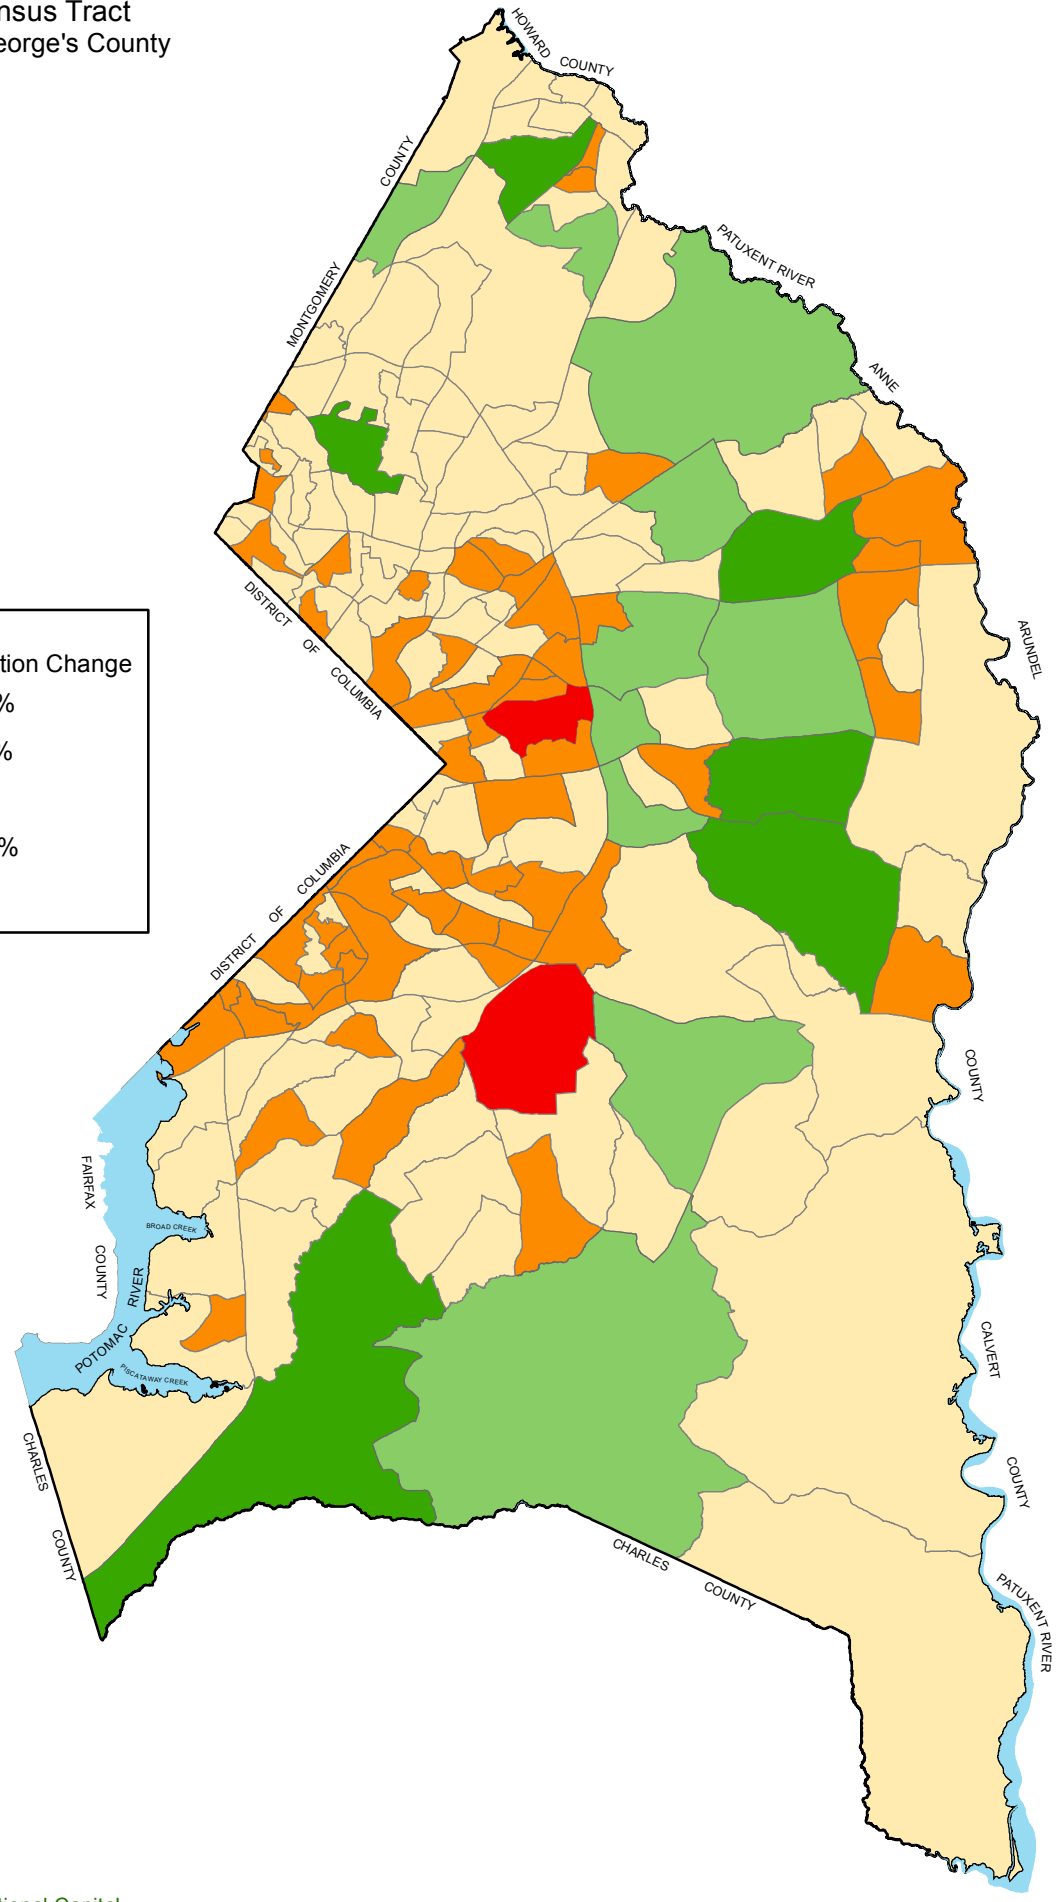 nsus Tract
eorge's County
HOWARD COUNTY
COUNTY
MONTGOMERY
PATUXENT RIVER
ANNE
ARUNDEL
DISTRICT OF COLUMBIA
tion Change
%
%
%
DISTRICT OF COLUMBIA
COUNTY
FAIRFAX
COUNTY
BROAD CREEK
POTOMAC RIVER
PISCATAWAY CREEK
CALVERT
COUNTY
CHARLES
COUNTY
CHARLES
COUNTY
PATUXENT RIVER